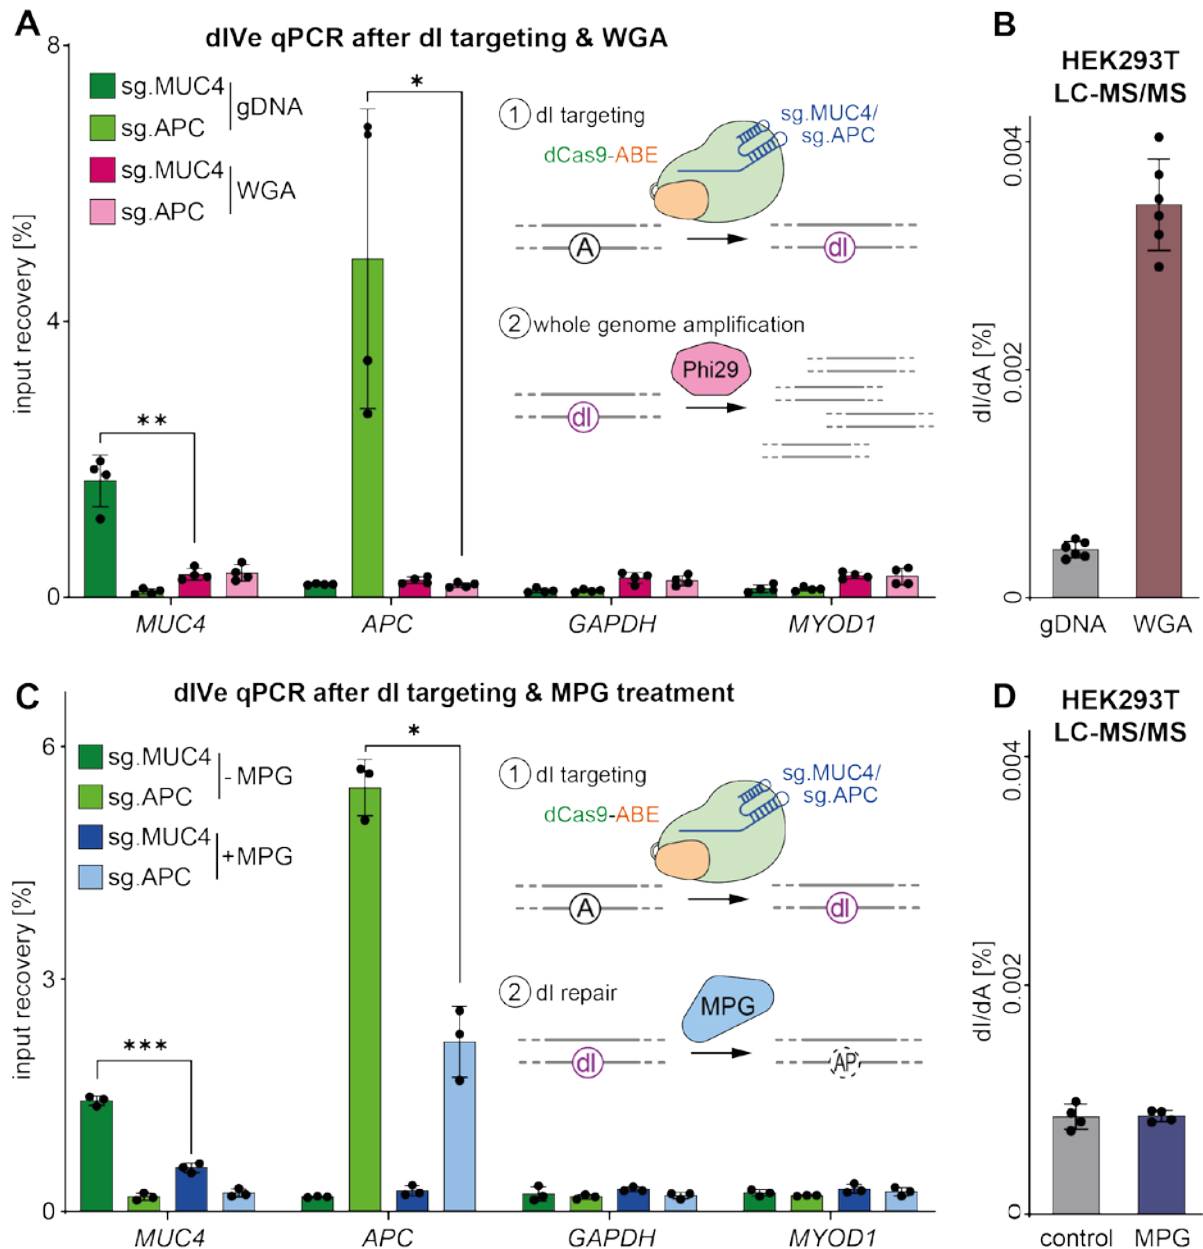 A
dIVe qPCR after dI targeting & WGA
8
4
0
input recovery [%]
sg.MUC4
sg.APC
gDNA
sg.MUC4
sg.APC
WGA
**
*
1 dI targeting
dCas9-ABE
sg.MUC4/
sg.APC
A
dI
2 whole genome amplification
Phi29
dI
MUC4
APC
GAPDH
MYOD1
B
HEK293T
LC-MS/MS
0.004
0.002
0
dI/dA [%]
gDNA
WGA
C
dIVe qPCR after dI targeting & MPG treatment
6
3
0
input recovery [%]
sg.MUC4
sg.APC
- MPG
sg.MUC4
sg.APC
+MPG
***
*
1 dI targeting
dCas9-ABE
sg.MUC4/
sg.APC
A
dI
2 dI repair
MPG
dI
AP
MUC4
APC
GAPDH
MYOD1
D
HEK293T
LC-MS/MS
0.004
0.002
0
dI/dA [%]
control
MPG